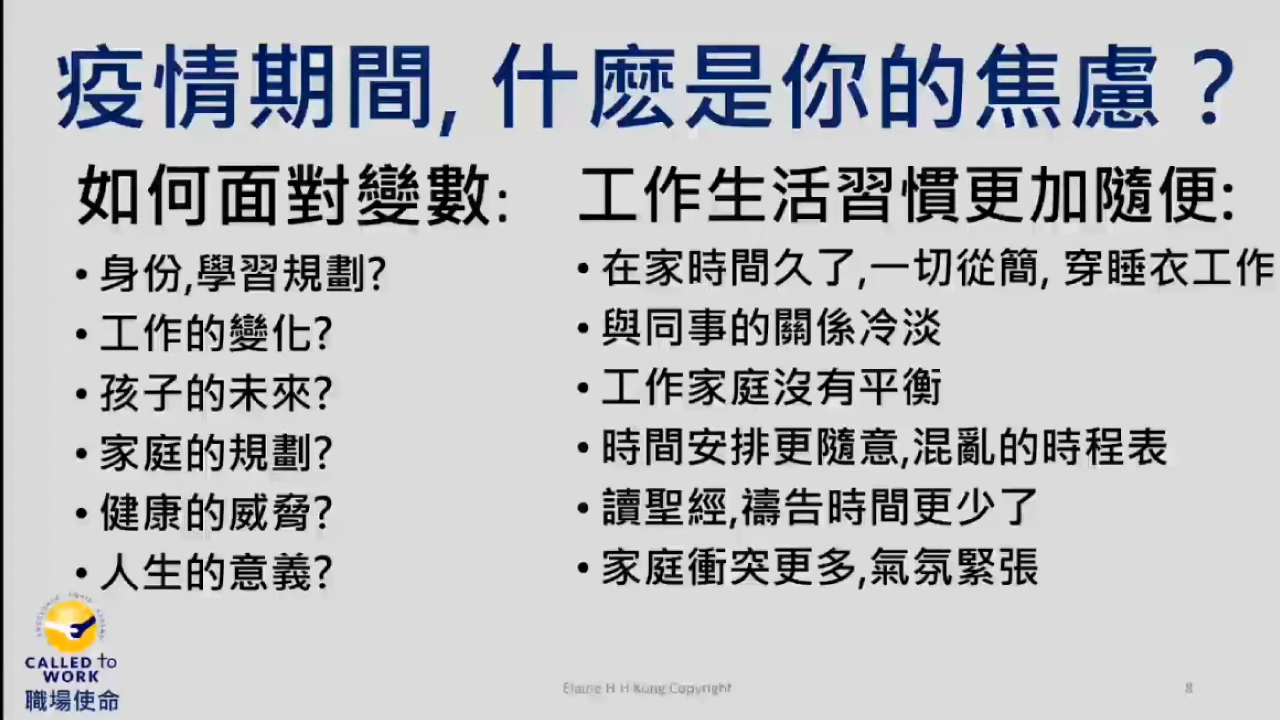 疫情期間, 什麽是你的焦慮？
如何面對變數:
• 身份,學習規劃?
• 工作的變化?
• 孩子的未來?
• 家庭的規劃?
• 健康的威脅?
• 人生的意義?
工作生活習慣更加隨便:
• 在家時間久了,一切從簡, 穿睡衣工作
• 與同事的關係冷淡
• 工作家庭沒有平衡
• 時間安排更隨意,混亂的時程表
• 讀聖經,禱告時間更少了
• 家庭衝突更多,氣氛緊張
CALLED to
WORK
職場使命
Elaine H H Kung Copyright
8